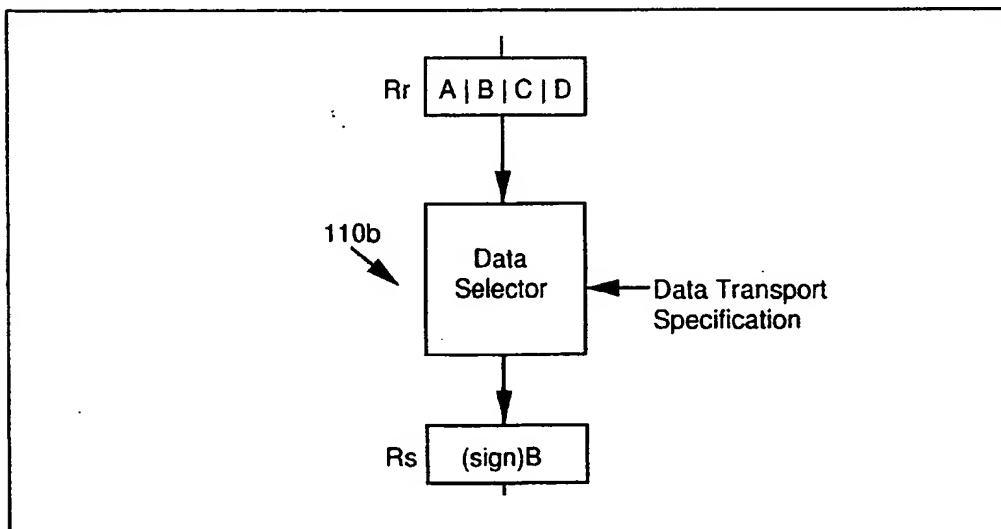 Rr A | B | C | D
110b
Data
Selector
Data Transport
Specification
Rs (sign)B